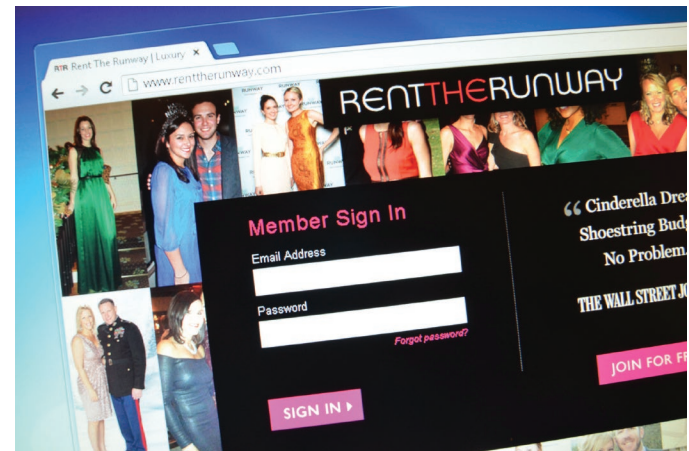 RTR Rent The Runway | Luxury ×
www.renttherunway.com
RENTTHERUNWAY
Member Sign In
Email Address
Password
Forgot password?
SIGN IN
“ Cinderella Drea
Shoestring Budg
No Problem.
THE WALL STREET JO
JOIN FOR FR